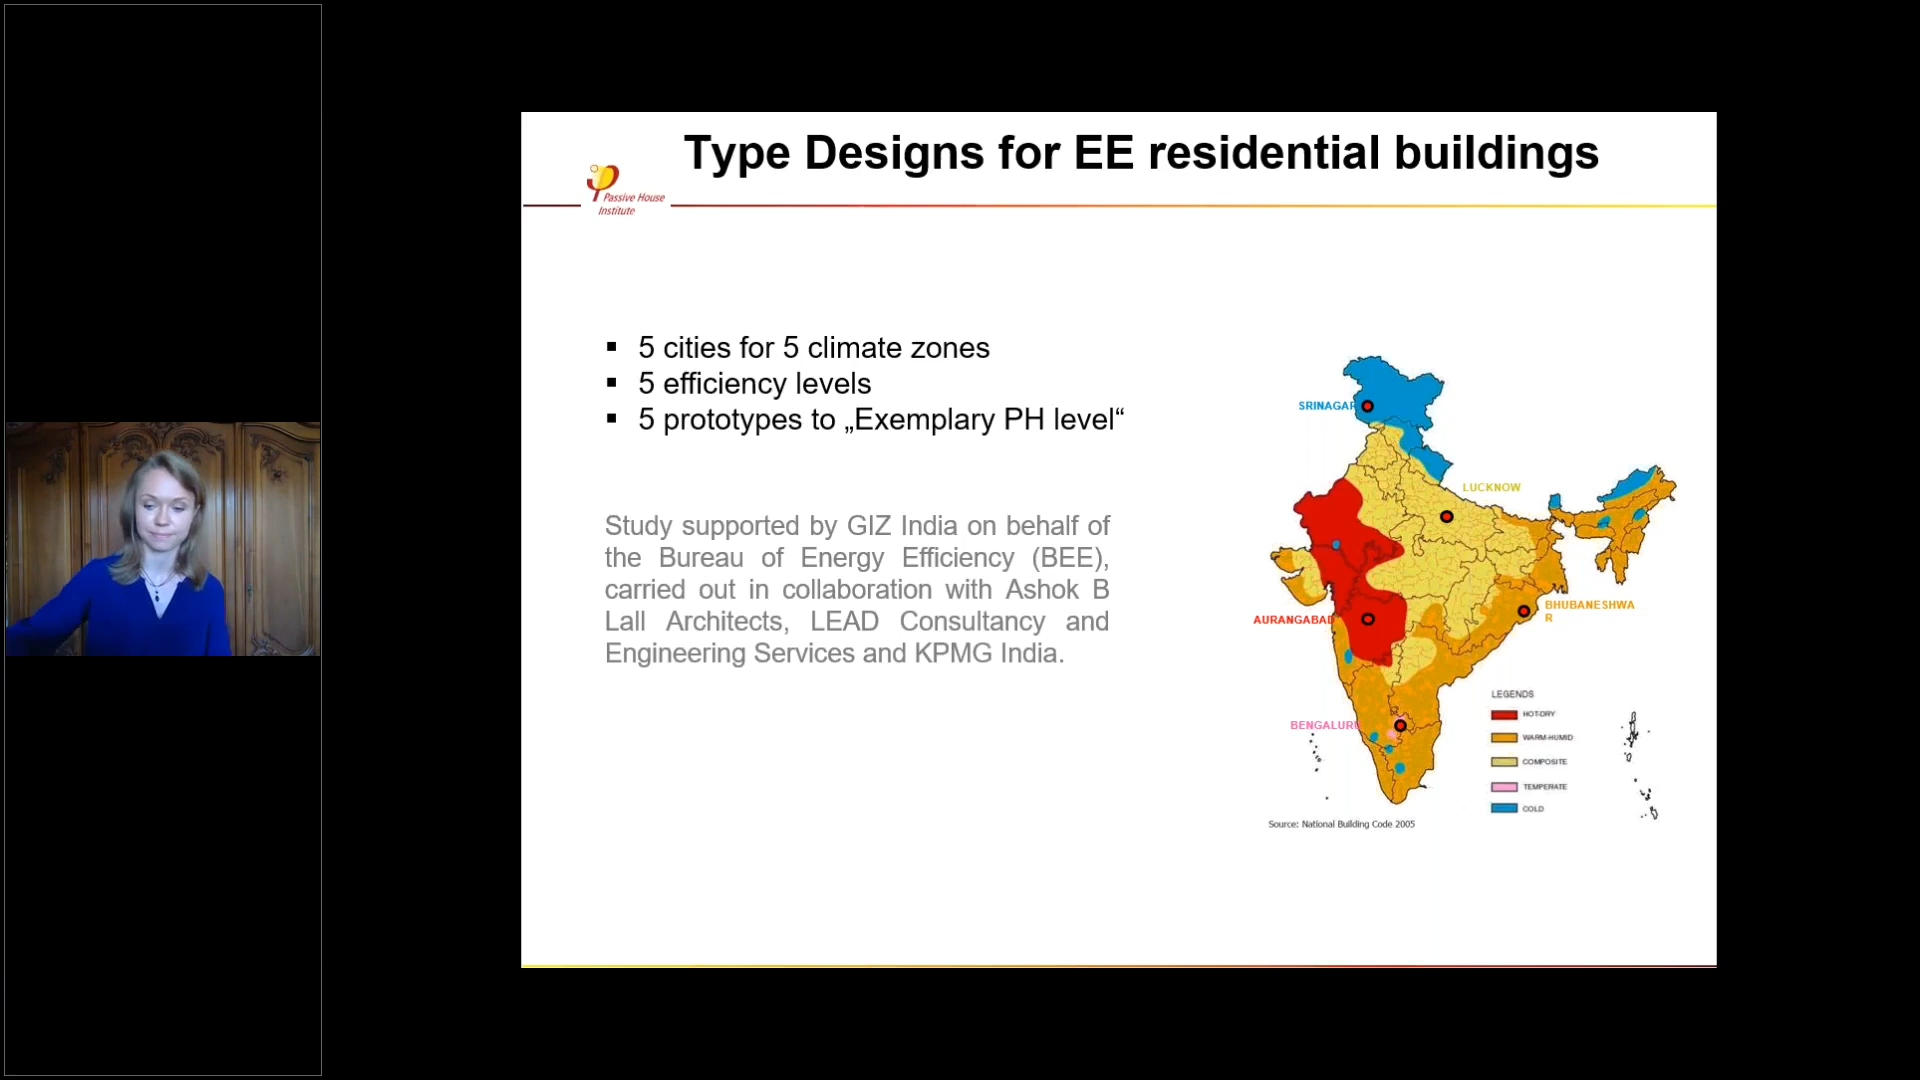 Type Designs for EE residential buildings
Passive House
Institute
▪ 5 cities for 5 climate zones
▪ 5 efficiency levels
▪ 5 prototypes to „Exemplary PH level“
Study supported by GIZ India on behalf of
the Bureau of Energy Efficiency (BEE),
carried out in collaboration with Ashok B
Lall Architects, LEAD Consultancy and
Engineering Services and KPMG India.
SRINAGAR
LUCKNOW
BHUBANESHWA
R
AURANGABAD
BENGALURU
LEGENDS
HOT-DRY
WARM-HUMID
COMPOSITE
TEMPERATE
COLD
Source: National Building Code 2005